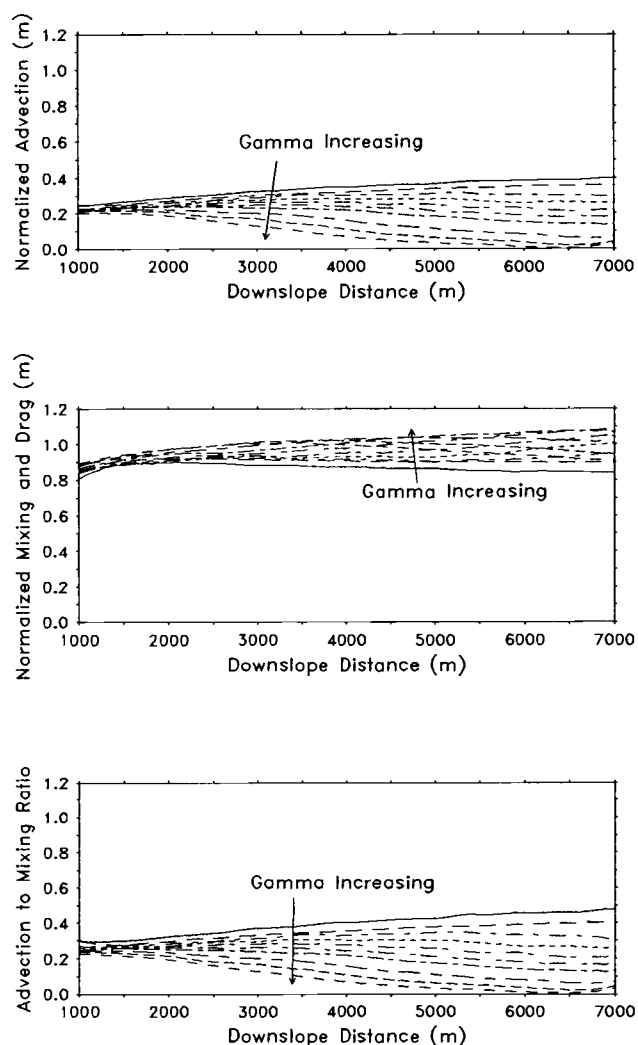 Normalized Advection (m)
1.2
1.0
0.8
0.6
0.4
0.2
0.0
Gamma Increasing
1000 2000 3000 4000 5000 6000 7000
Downslope Distance (m)
Normalized Mixing and Drag (m)
1.2
1.0
0.8
0.6
0.4
0.2
0.0
Gamma Increasing
1000 2000 3000 4000 5000 6000 7000
Downslope Distance (m)
Advection to Mixing Ratio
1.2
1.0
0.8
0.6
0.4
0.2
0.0
Gamma Increasing
1000 2000 3000 4000 5000 6000 7000
Downslope Distance (m)